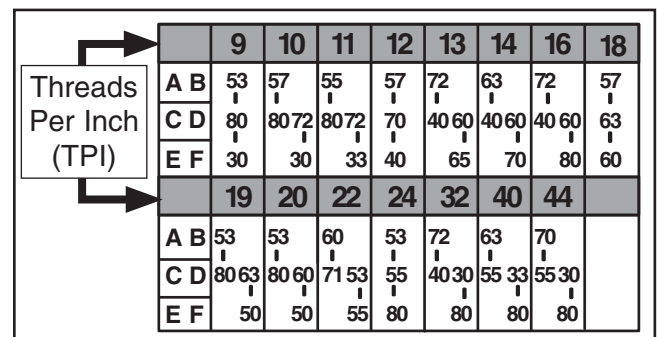 9 10 11 12 13 14 16 18
Threads Per Inch (TPI)
A B 53 57 55 57 72 63 72 57
C D 80 80 72 80 72 70 40 60 40 60 40 60 63
E F 30 30 33 40 65 70 80 60
19 20 22 24 32 40 44
A B 53 53 60 53 72 63 70
C D 80 63 80 60 71 53 55 40 30 55 33 55 30
E F 50 50 55 80 80 80 80